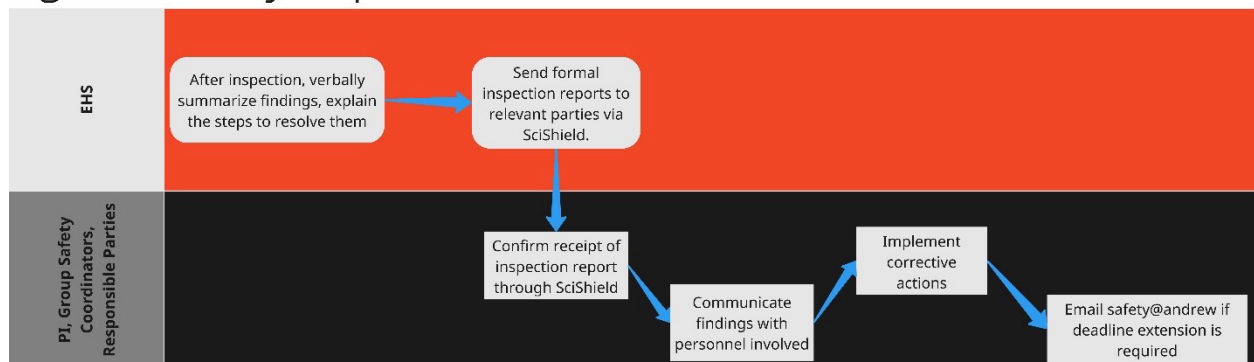 EHS
After inspection, verbally
summarize findings, explain
the steps to resolve them
Send formal
inspection reports to
relevant parties via
SciShield.
PI, Group Safety
Coordinators,
Responsible Parties
Confirm receipt of
inspection report
through SciShield
Communicate
findings with
personnel involved
Implement
corrective
actions
Email safety@andrew if
deadline extension is
required